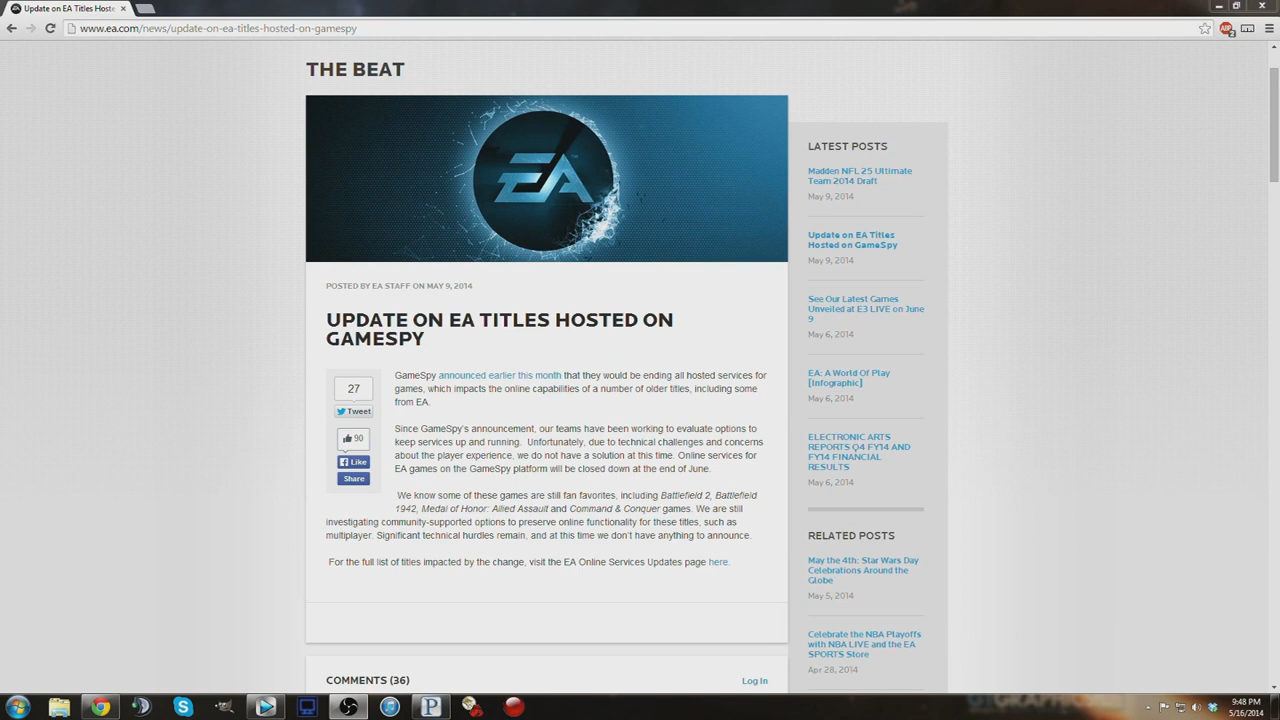 Update on EA Titles Hoste
www.ea.com/news/update-on-ea-titles-hosted-on-gamespy
THE BEAT
EA
POSTED BY EA STAFF ON MAY 9, 2014
UPDATE ON EA TITLES HOSTED ON
GAMESPY
27
Tweet
90
Like
Share
GameSpy announced earlier this month that they would be ending all hosted services for
games, which impacts the online capabilities of a number of older titles, including some
from EA.
Since GameSpy's announcement, our teams have been working to evaluate options to
keep services up and running.  Unfortunately, due to technical challenges and concerns
about the player experience, we do not have a solution at this time. Online services for
EA games on the GameSpy platform will be closed down at the end of June.
We know some of these games are still fan favorites, including Battlefield 2, Battlefield
1942, Medal of Honor: Allied Assault and Command & Conquer games. We are still
investigating community-supported options to preserve online functionality for these titles, such as
multiplayer. Significant technical hurdles remain, and at this time we don't have anything to announce.
For the full list of titles impacted by the change, visit the EA Online Services Updates page here.
COMMENTS (36)
Log In
LATEST POSTS
Madden NFL 25 Ultimate
Team 2014 Draft
May 9, 2014
Update on EA Titles
Hosted on GameSpy
May 9, 2014
See Our Latest Games
Unveiled at E3 LIVE on June
9
May 6, 2014
EA: A World Of Play
[Infographic]
May 6, 2014
ELECTRONIC ARTS
REPORTS Q4 FY14 AND
FY14 FINANCIAL
RESULTS
May 6, 2014
RELATED POSTS
May the 4th: Star Wars Day
Celebrations Around the
Globe
May 5, 2014
Celebrate the NBA Playoffs
with NBA LIVE and the EA
SPORTS Store
Apr 28, 2014
9:48 PM
5/16/2014